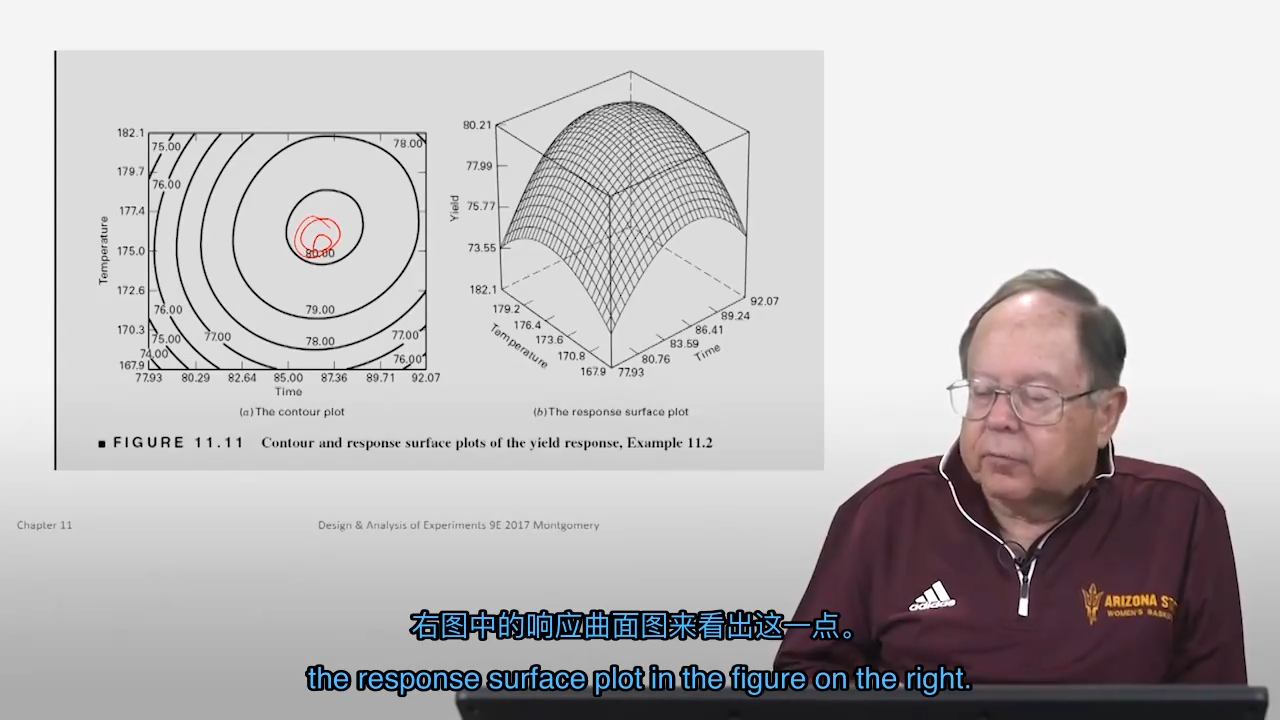 182.1
179.7
177.4
175.0
172.6
170.3
167.9
Temperature
75.00
76.00
78.00
80.00
79.00
78.00
77.00
76.00
75.00
74.00
77.00
76.00
77.93 80.29 82.64 85.00 87.36 89.71 92.07
Time
(a) The contour plot
80.21
77.99
75.77
73.55
Yield
182.1
179.2
176.4
173.6
170.8
167.9
Temperature
77.93
80.76
83.59
86.41
89.24
92.07
Time
(b) The response surface plot
■ FIGURE 11.11 Contour and response surface plots of the yield response, Example 11.2
Chapter 11
Design & Analysis of Experiments 9E 2017 Montgomery
adidas
ARIZONA ST
WOMEN'S BASK
右图中的响应曲面图来看出这一点。
the response surface plot in the figure on the right.